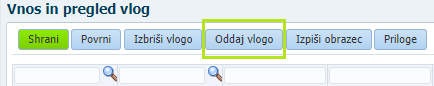 Vnos in pregled vlog
Shrani Povrni Izbriši vlogo Oddaj vlogo Izpiši obrazec Priloge